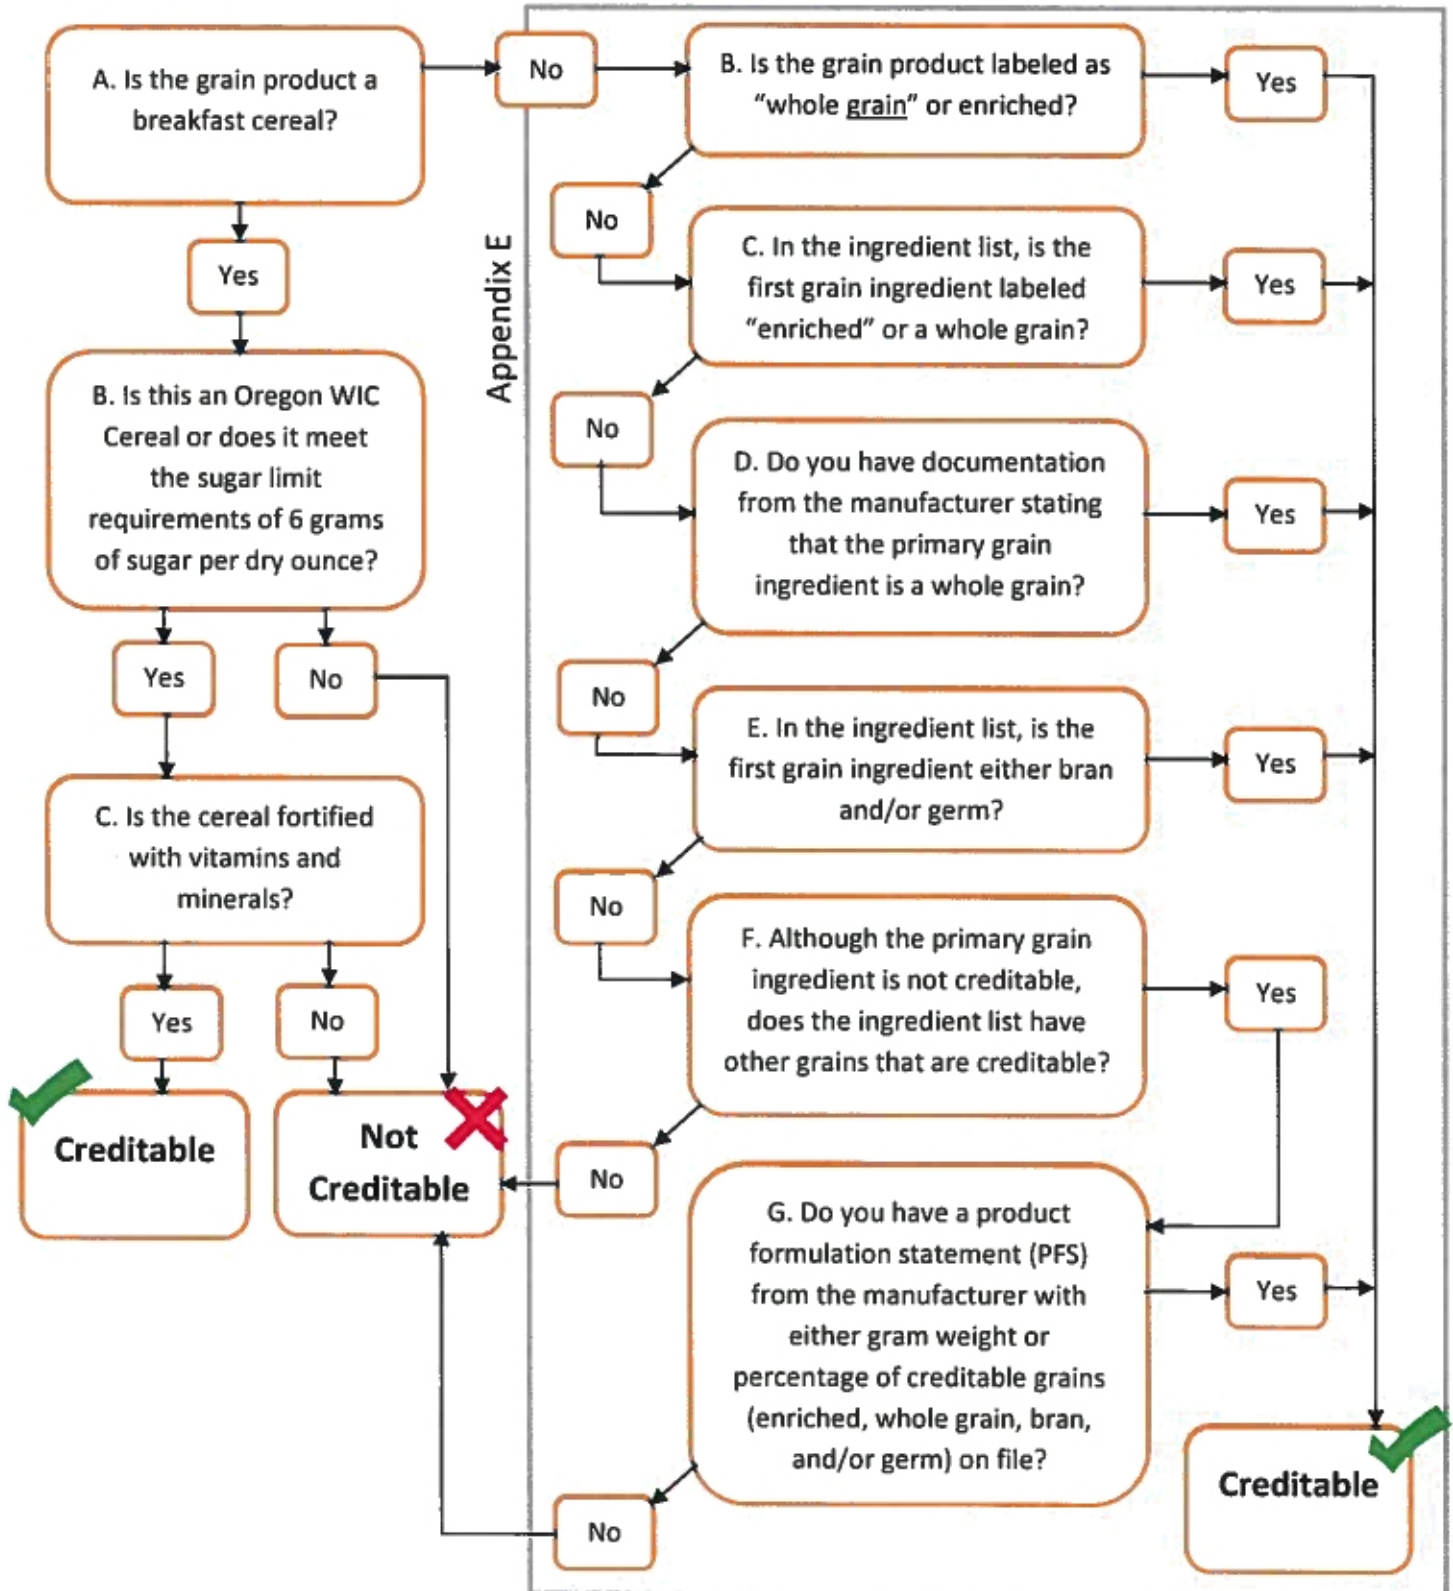 A. Is the grain product a
breakfast cereal?
Yes
B. Is this an Oregon WIC
Cereal or does it meet
the sugar limit
requirements of 6 grams
of sugar per dry ounce?
Yes
No
C. Is the cereal fortified
with vitamins and
minerals?
Yes
No
Creditable
Not
Creditable
Appendix E
No
B. Is the grain product labeled as
“whole grain” or enriched?
Yes
No
C. In the ingredient list, is the
first grain ingredient labeled
“enriched” or a whole grain?
Yes
No
D. Do you have documentation
from the manufacturer stating
that the primary grain
ingredient is a whole grain?
Yes
No
E. In the ingredient list, is the
first grain ingredient either bran
and/or germ?
Yes
No
F. Although the primary grain
ingredient is not creditable,
does the ingredient list have
other grains that are creditable?
Yes
No
G. Do you have a product
formulation statement (PFS)
from the manufacturer with
either gram weight or
percentage of creditable grains
(enriched, whole grain, bran,
and/or germ) on file?
Yes
No
Creditable